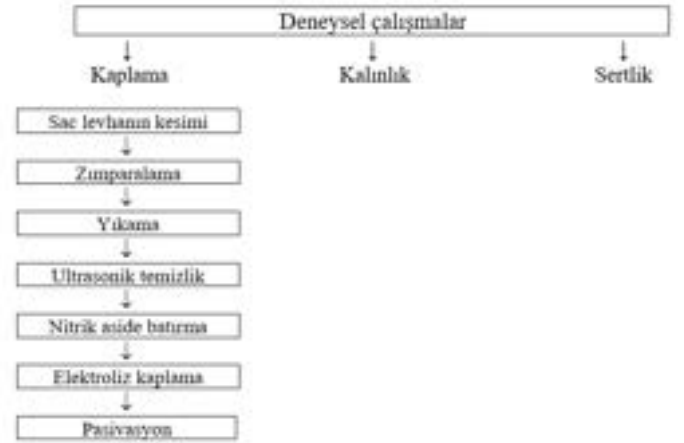 Deneysel çalışmalar
Kaplama Kalınlık Sertlik
Sac levhanın kesimi
Zımparalama
Yıkama
Ultrasonik temizlik
Nitrik aside batırma
Elektroliz kaplama
Pasivasyon